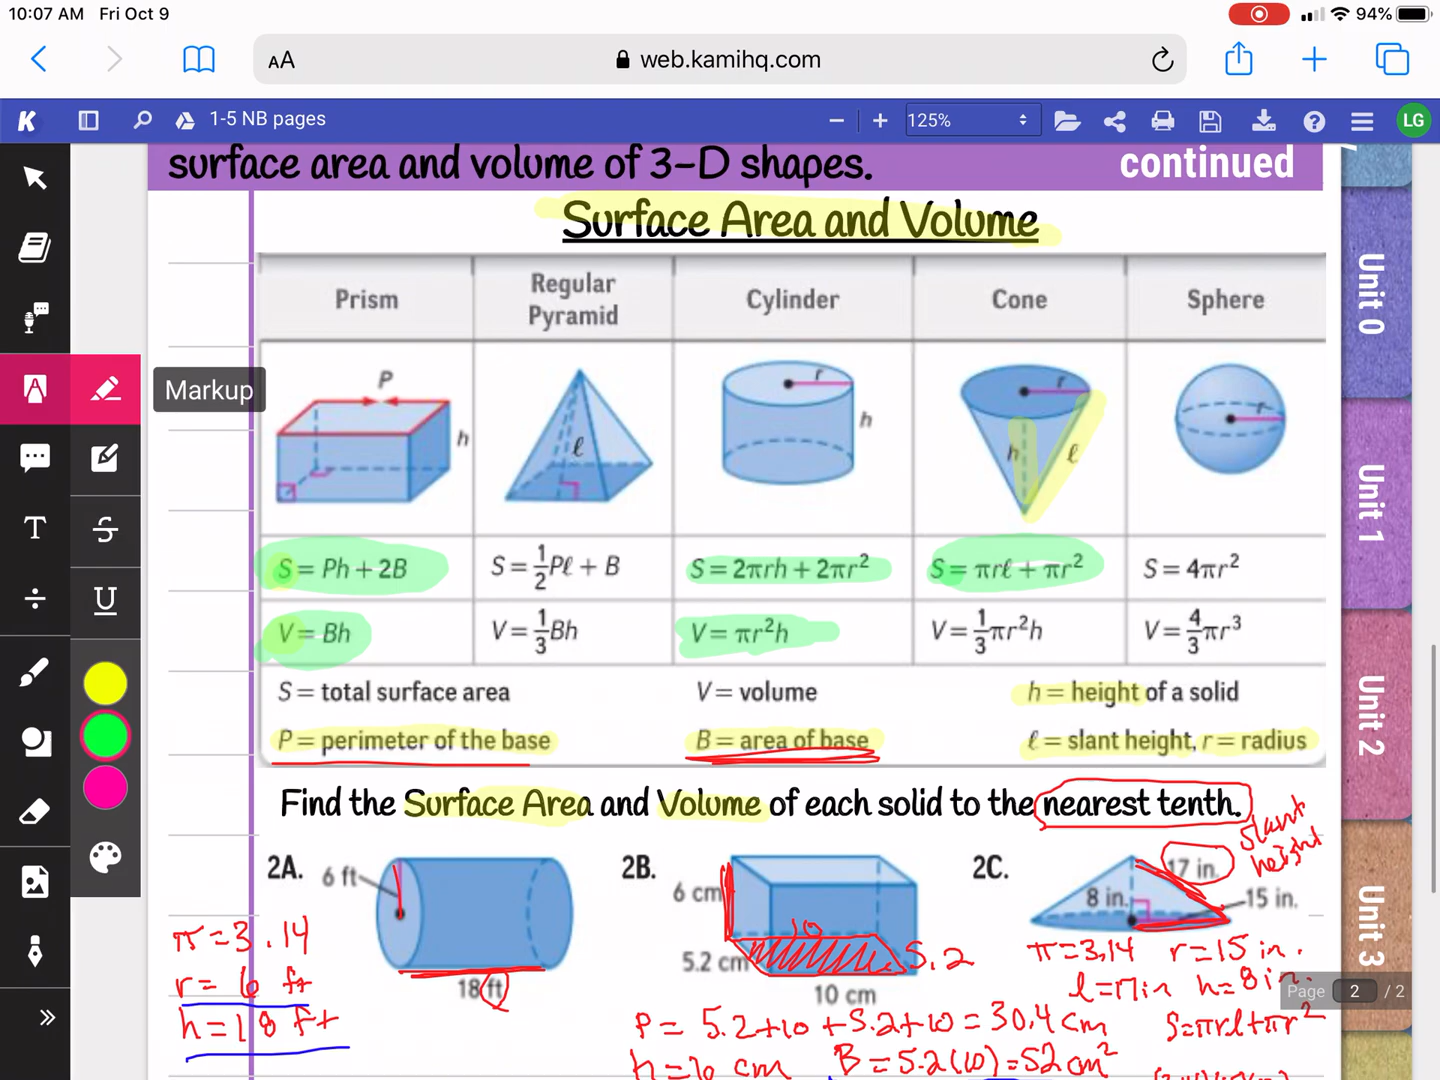 10:07 AM Fri Oct 9
94%
AA
web.kamihq.com
K
1-5 NB pages
125%
LG
surface area and volume of 3-D shapes.
continued
Surface Area and Volume
Prism
Regular Pyramid
Cylinder
Cone
Sphere
P
h
ℓ
r
h
r
h
ℓ
r
Markup
S = Ph + 2B
S = 1/2 Pℓ + B
S = 2πrh + 2πr²
S = πrℓ + πr²
S = 4πr²
V = Bh
V = 1/3 Bh
V = πr²h
V = 1/3 πr²h
V = 4/3 πr³
S = total surface area
V = volume
h = height of a solid
P = perimeter of the base
B = area of base
ℓ = slant height, r = radius
Find the Surface Area and Volume of each solid to the nearest tenth.
slant
height
2A.
6 ft
18 ft
π = 3.14
r = 6 ft
h = 18 ft
2B.
6 cm
10
5.2 cm
5.2
10 cm
P = 5.2+10+5.2+10 = 30.4 cm
h = 6 cm
B = 5.2(10) = 52 cm²
2C.
17 in.
8 in.
15 in.
π = 3.14 r = 15 in.
l = 17 in h = 8 in.
S = πrl + πr²
Page 2 / 2
Unit 0
Unit 1
Unit 2
Unit 3